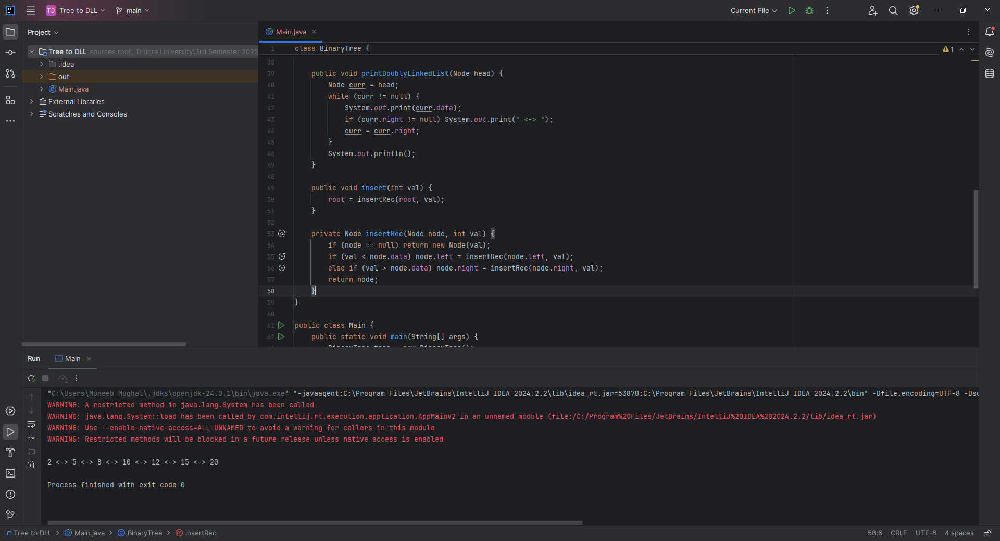 TD Tree to DLL main Current File
Project
Main.java
Tree to DLL sources root, D:\Iqra University\3rd Semester 2025
.idea
out
Main.java
External Libraries
Scratches and Consoles
1 class BinaryTree { 1
38
39 public void printDoublyLinkedList(Node head) {
40 Node curr = head;
41 while (curr != null) {
42 System.out.print(curr.data);
43 if (curr.right != null) System.out.print(" <-> ");
44 curr = curr.right;
45 }
46 System.out.println();
47 }
48
49 public void insert(int val) {
50 root = insertRec(root, val);
51 }
52
53 private Node insertRec(Node node, int val) {
54 if (node == null) return new Node(val);
55 if (val < node.data) node.left = insertRec(node.left, val);
56 else if (val > node.data) node.right = insertRec(node.right, val);
57 return node;
58 }
59 }
60
61 public class Main {
62 public static void main(String[] args) {
BinaryTree tree = new BinaryTree();
Run Main
"C:\Users\Muneeb Mughal\.jdks\openjdk-24.0.1\bin\java.exe" "-javaagent:C:\Program Files\JetBrains\IntelliJ IDEA 2024.2.2\lib\idea_rt.jar=53870:C:\Program Files\JetBrains\IntelliJ IDEA 2024.2.2\bin" -Dfile.encoding=UTF-8 -Dsu
WARNING: A restricted method in java.lang.System has been called
WARNING: java.lang.System::load has been called by com.intellij.rt.execution.application.AppMainV2 in an unnamed module (file:/C:/Program%20Files/JetBrains/IntelliJ%20IDEA%202024.2.2/lib/idea_rt.jar)
WARNING: Use --enable-native-access=ALL-UNNAMED to avoid a warning for callers in this module
WARNING: Restricted methods will be blocked in a future release unless native access is enabled
2 <-> 5 <-> 8 <-> 10 <-> 12 <-> 15 <-> 20
Process finished with exit code 0
Tree to DLL > Main.java > BinaryTree > insertRec 58:6 CRLF UTF-8 4 spaces